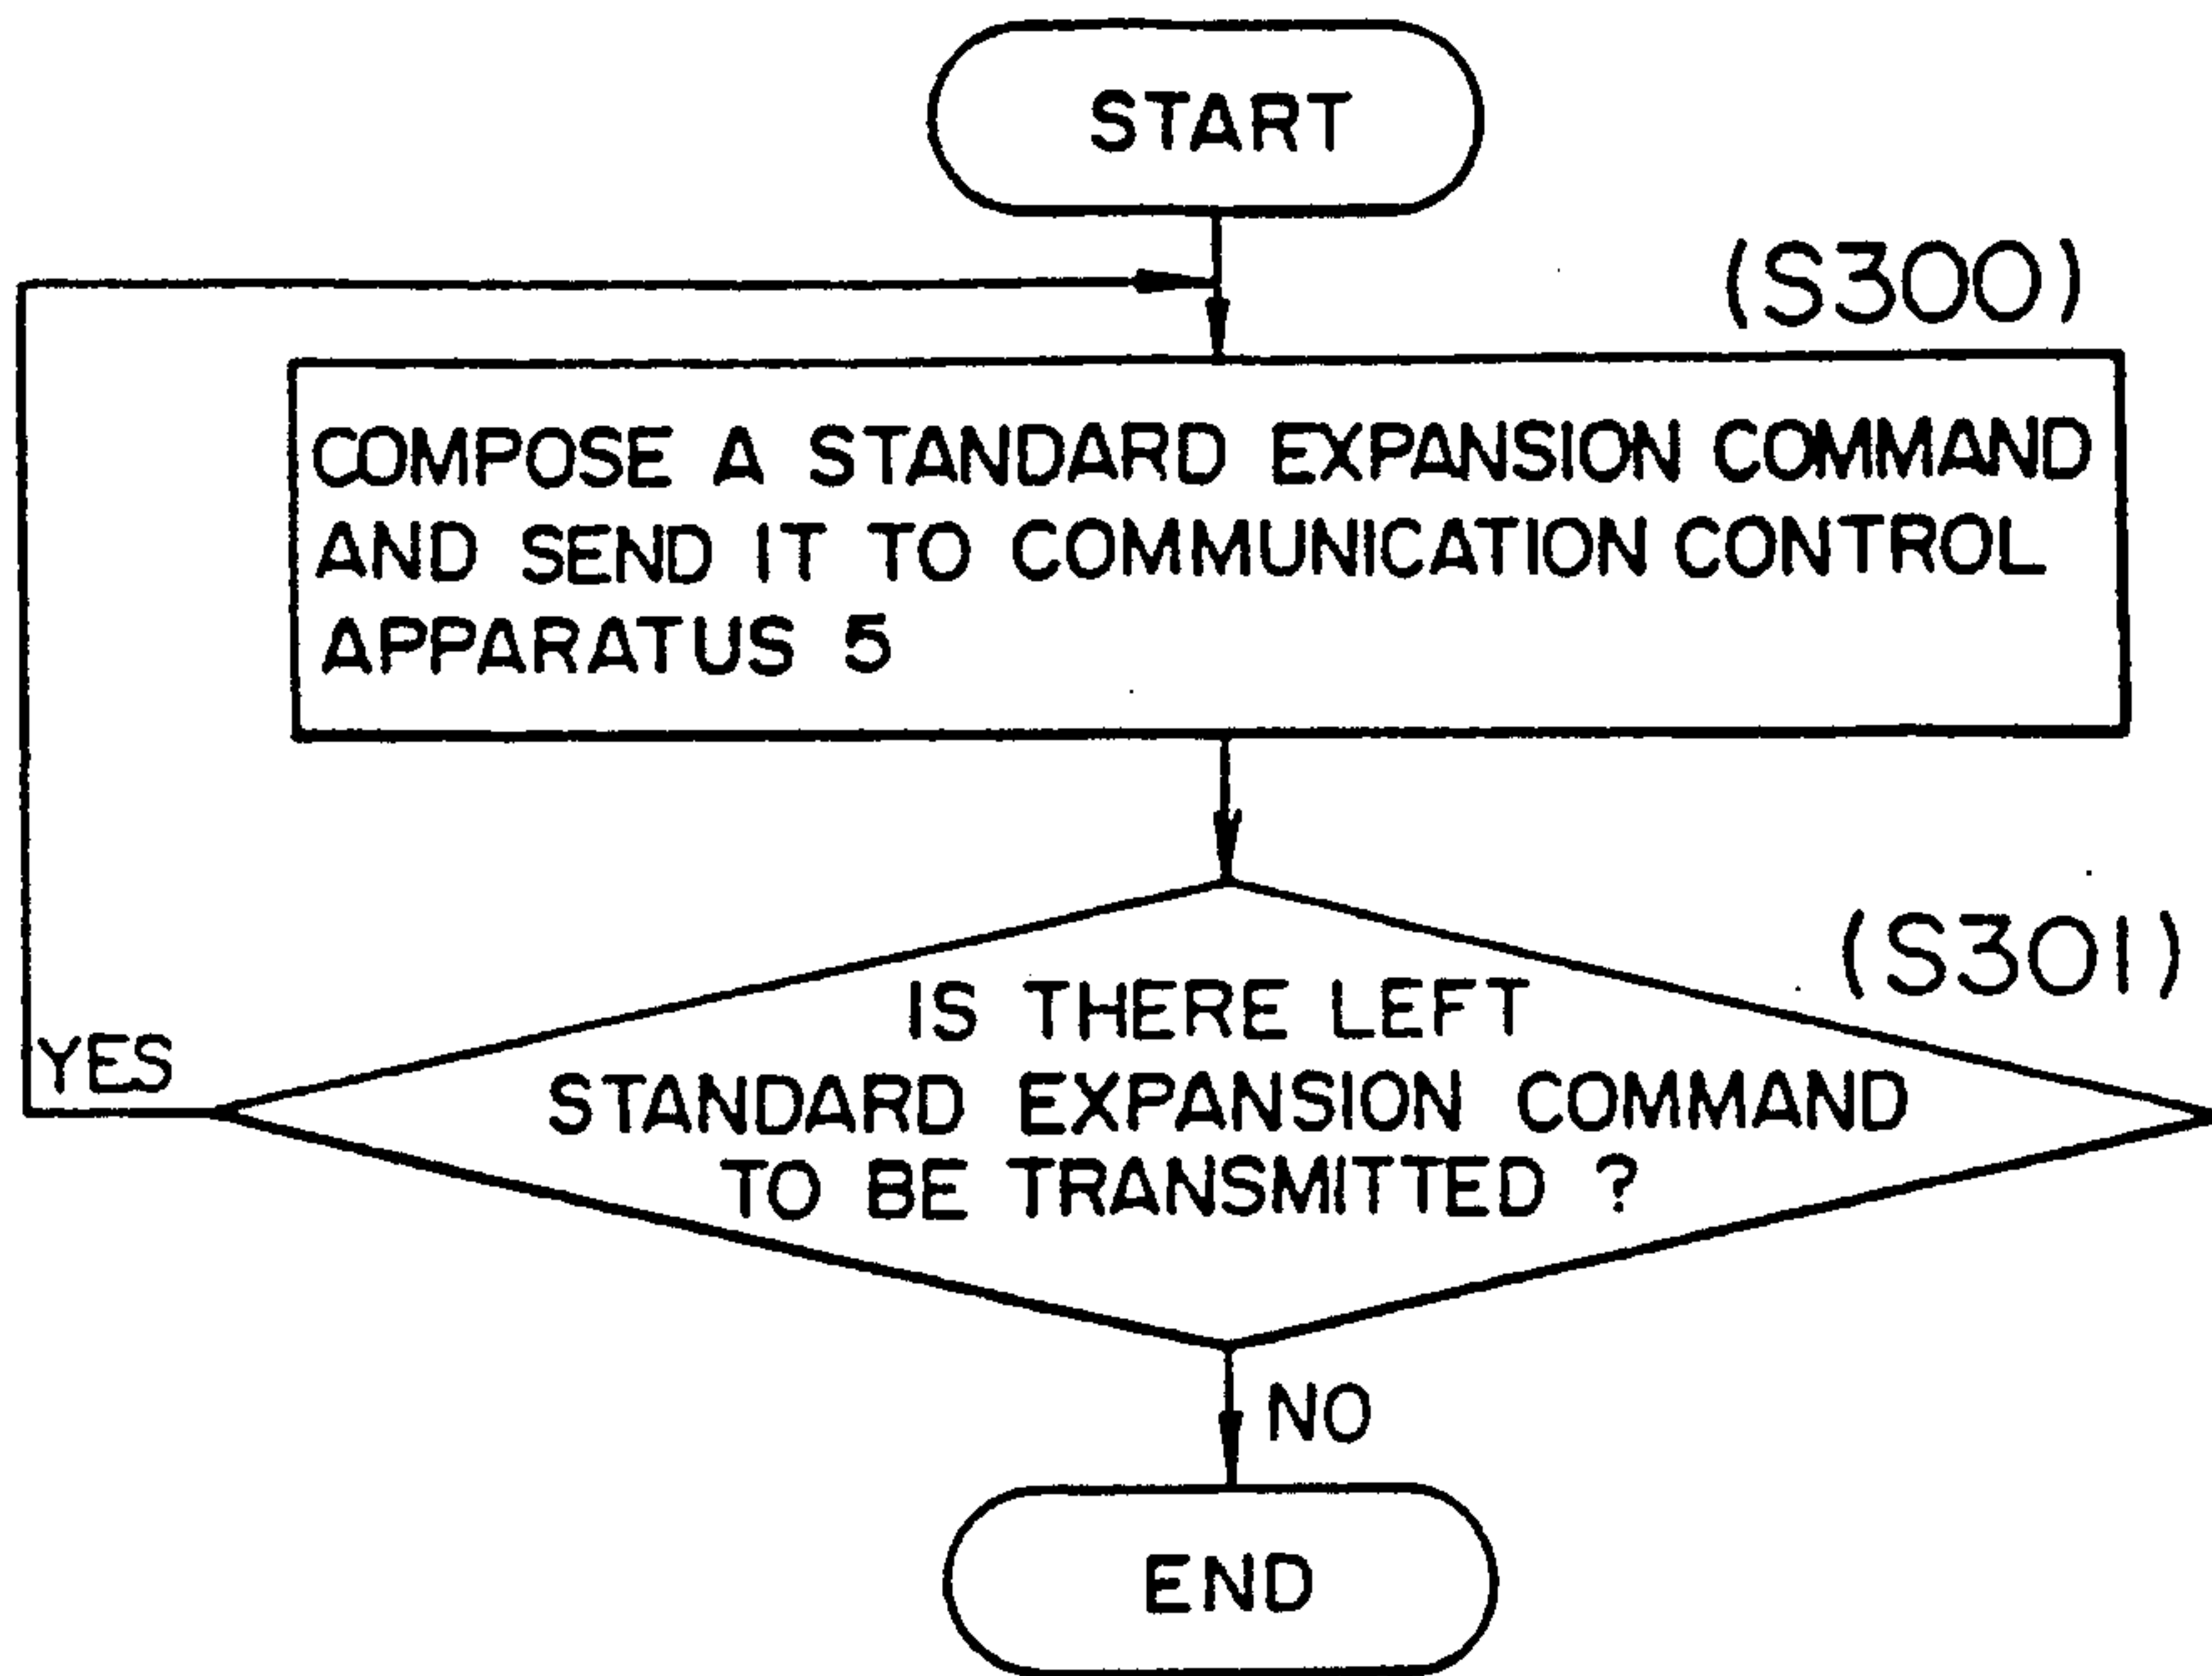 START
(S300)
COMPOSE A STANDARD EXPANSION COMMAND
AND SEND IT TO COMMUNICATION CONTROL
APPARATUS 5
(S301)
IS THERE LEFT
STANDARD EXPANSION COMMAND
TO BE TRANSMITTED ?
YES
NO
END